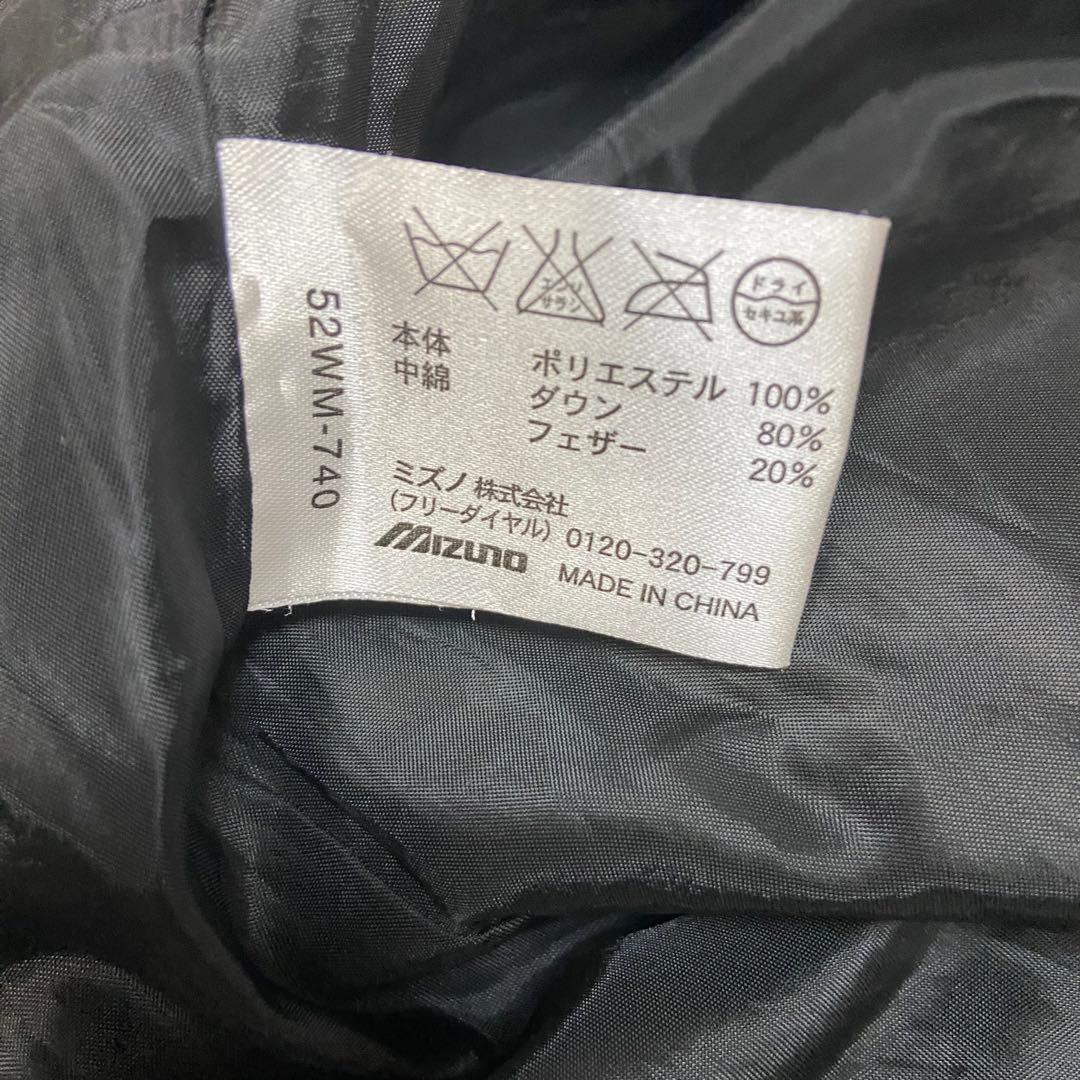 エンソ
サラシ
ドライ
セキユ系
本体 ポリエステル 100%
中綿 ダウン 80%
フェザー 20%
ミズノ 株式会社
(フリーダイヤル) 0120-320-799
MIZUNO MADE IN CHINA
52WM-740